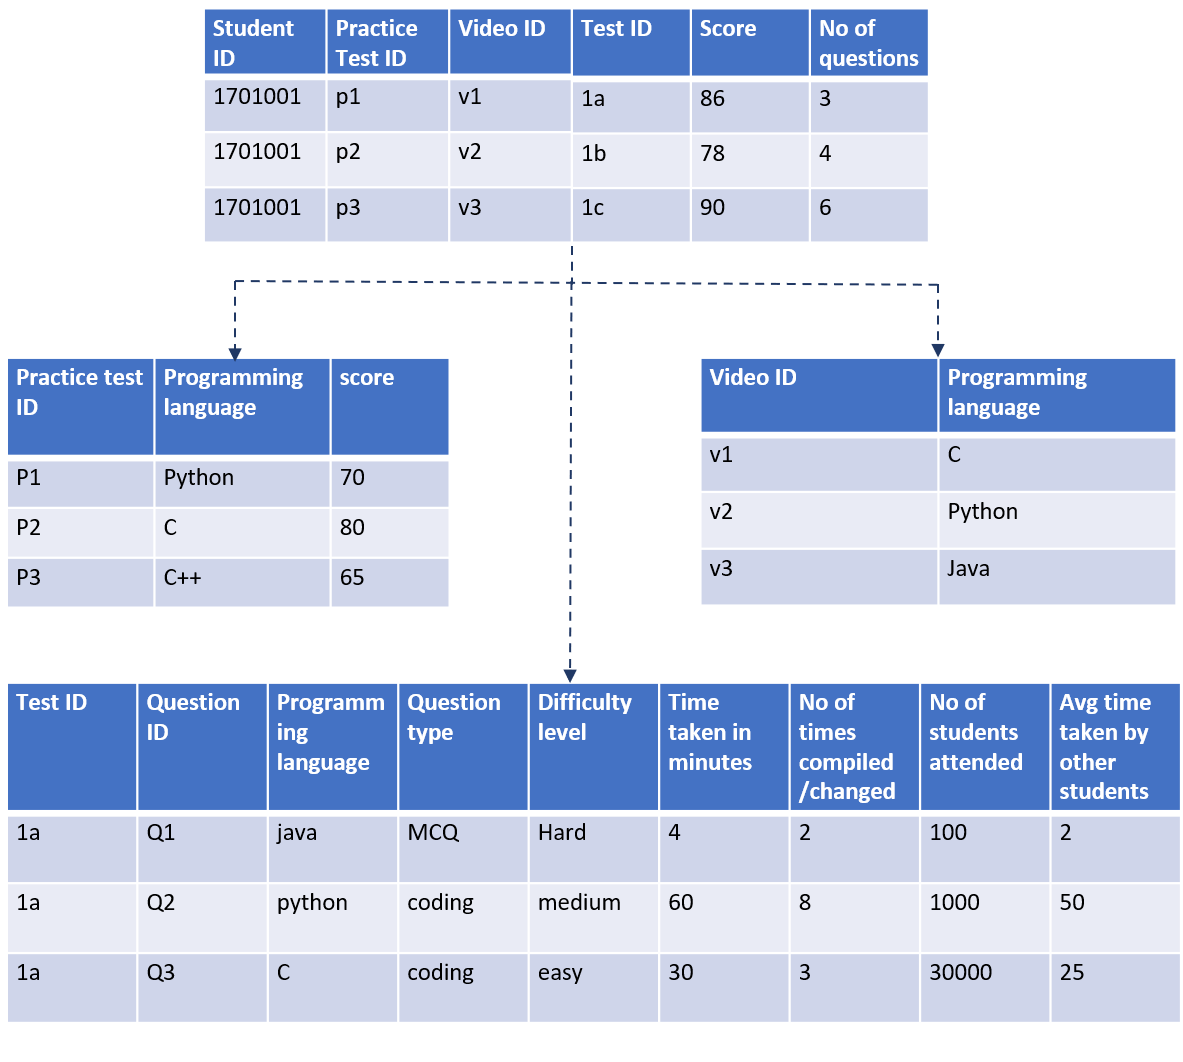 Student ID Practice Test ID Video ID Test ID Score No of questions
1701001 p1 v1 1a 86 3
1701001 p2 v2 1b 78 4
1701001 p3 v3 1c 90 6
Practice test ID Programming language score
P1 Python 70
P2 C 80
P3 C++ 65
Video ID Programming language
v1 C
v2 Python
v3 Java
Test ID Question ID Programm ing language Question type Difficulty level Time taken in minutes No of times compiled /changed No of students attended Avg time taken by other students
1a Q1 java MCQ Hard 4 2 100 2
1a Q2 python coding medium 60 8 1000 50
1a Q3 C coding easy 30 3 30000 25